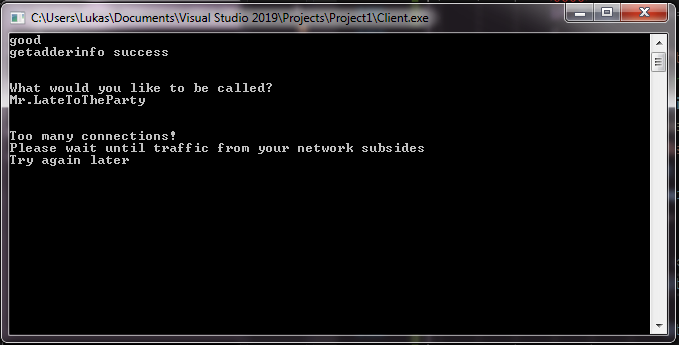 C:\Users\Lukas\Documents\Visual Studio 2019\Projects\Project1\Client.exe
good
getadderinfo success
What would you like to be called?
Mr.LateToTheParty
Too many connections!
Please wait until traffic from your network subsides
Try again later